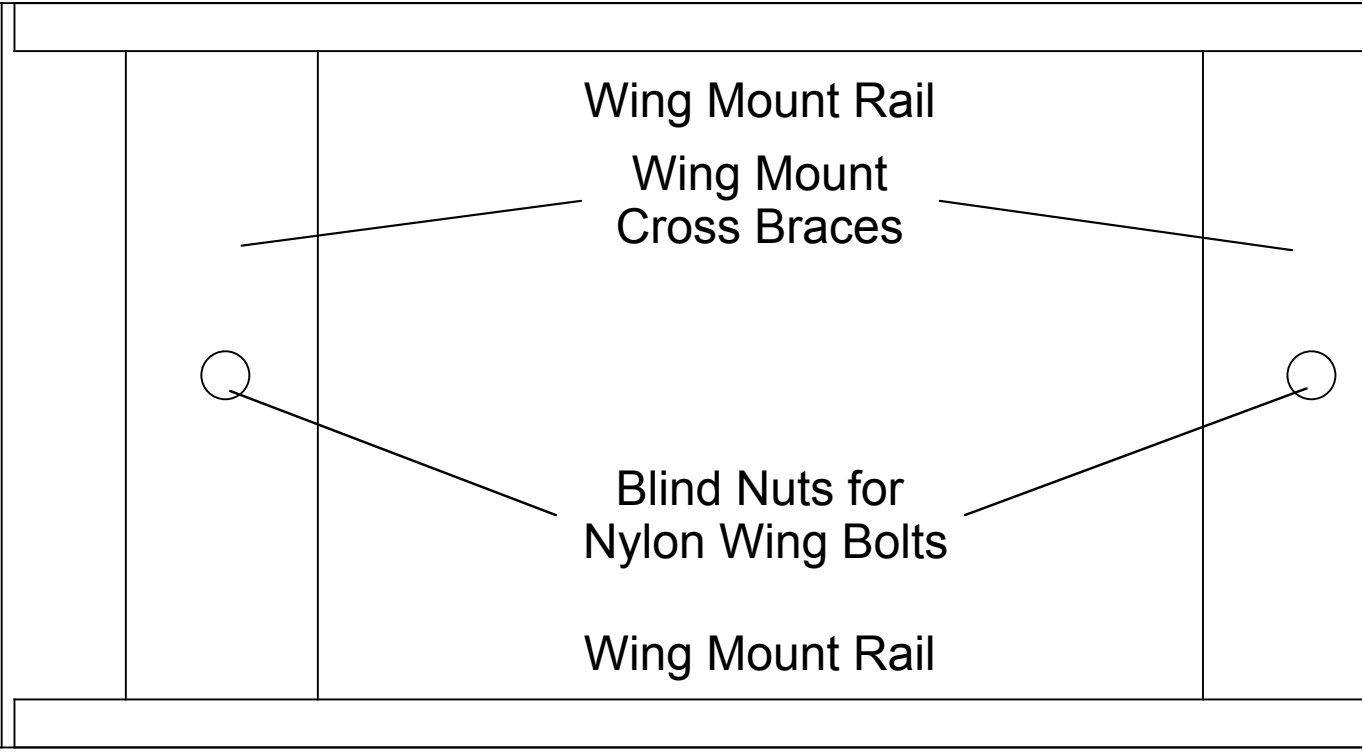 Wing Mount Rail
Wing Mount
Cross Braces
Blind Nuts for
Nylon Wing Bolts
Wing Mount Rail